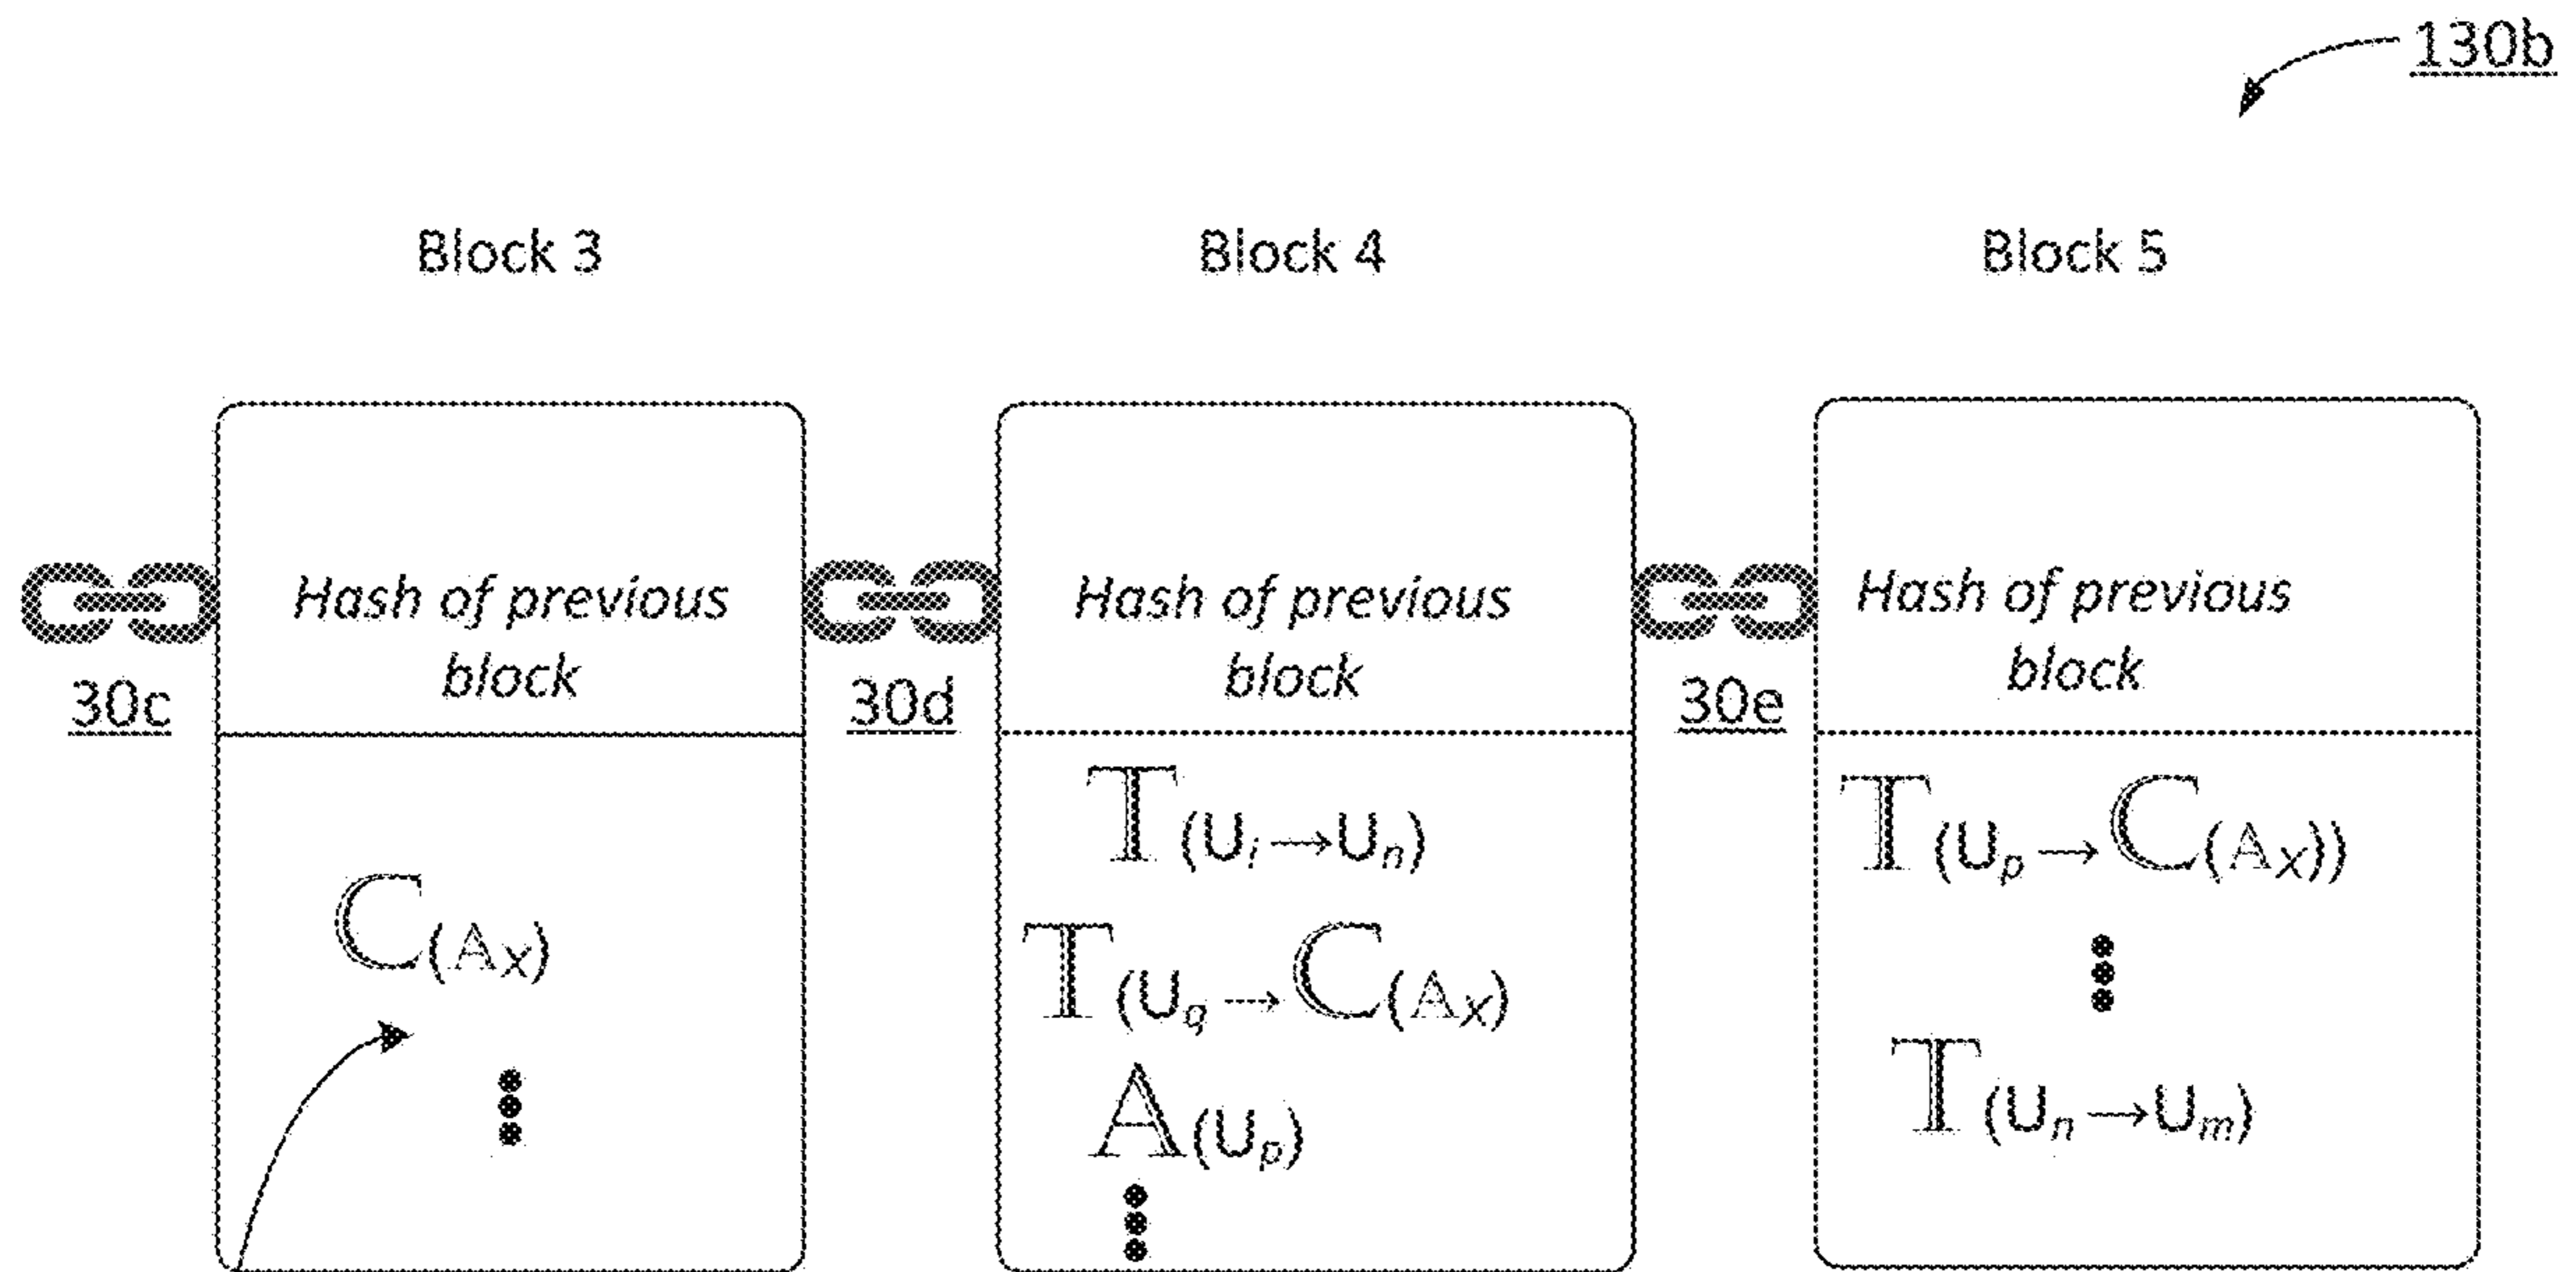 130b
Block 3
Block 4
Block 5
Hash of previous
block
Hash of previous
block
Hash of previous
block
30c
30d
30e
ℂ(𝔸X)
𝕋(Ui→Un)
𝕋(Uq→ℂ(𝔸X)
𝔸(Up)
𝕋(Up→ℂ(𝔸X))
𝕋(Un→Um)